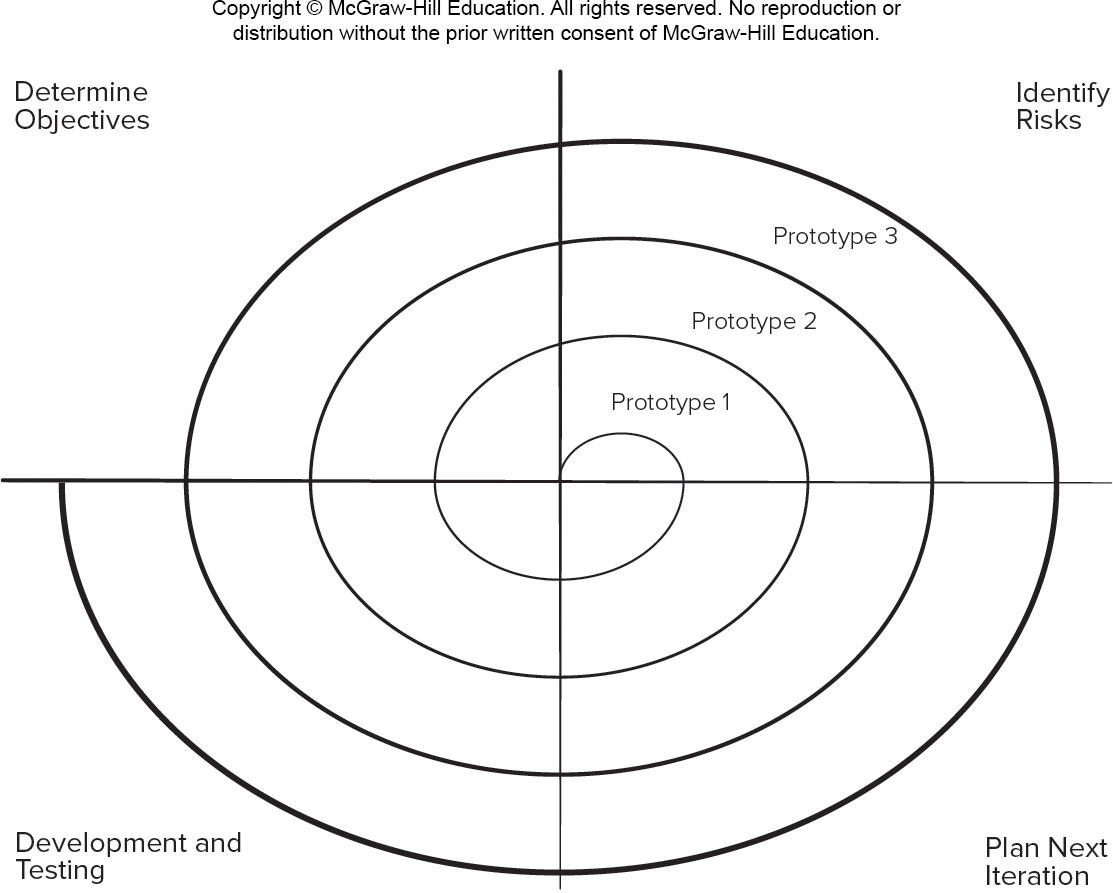 Copyright © McGraw-Hill Education. All rights reserved. No reproduction or
distribution without the prior written consent of McGraw-Hill Education.
Determine
Objectives
Identify
Risks
Prototype 3
Prototype 2
Prototype 1
Development and
Testing
Plan Next
Iteration